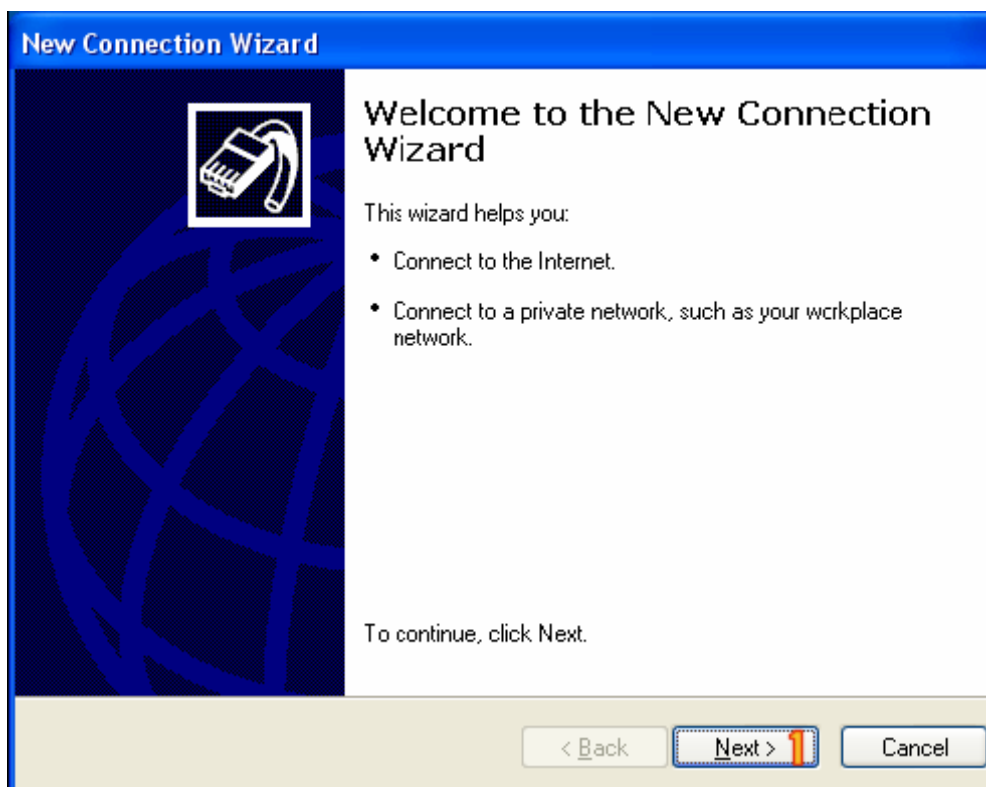 New Connection Wizard
Welcome to the New Connection
Wizard
This wizard helps you:
• Connect to the Internet.
• Connect to a private network, such as your workplace
network.
To continue, click Next.
< Back Next > 1 Cancel